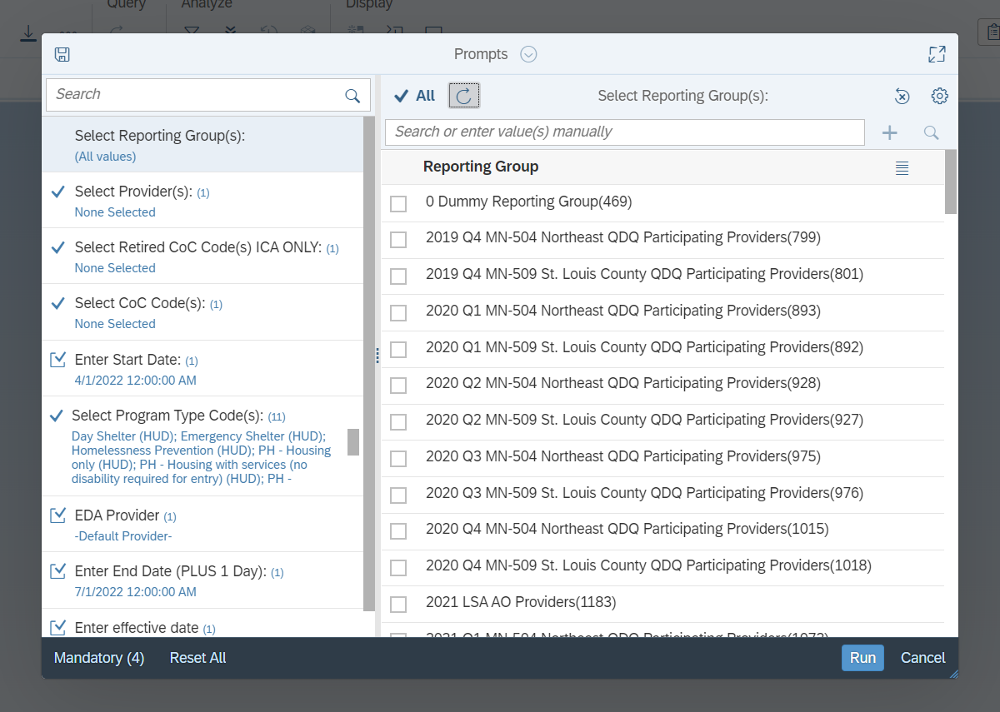 Query
Analyze
Display
Prompts
Search
Select Reporting Group(s):
(All values)
Select Provider(s): (1)
None Selected
Select Retired CoC Code(s) ICA ONLY: (1)
None Selected
Select CoC Code(s): (1)
None Selected
Enter Start Date: (1)
4/1/2022 12:00:00 AM
Select Program Type Code(s): (11)
Day Shelter (HUD); Emergency Shelter (HUD);
Homelessness Prevention (HUD); PH - Housing
only (HUD); PH - Housing with services (no
disability required for entry) (HUD); PH -
EDA Provider (1)
-Default Provider-
Enter End Date (PLUS 1 Day): (1)
7/1/2022 12:00:00 AM
Enter effective date (1)
All
Select Reporting Group(s):
Search or enter value(s) manually
Reporting Group
0 Dummy Reporting Group(469)
2019 Q4 MN-504 Northeast QDQ Participating Providers(799)
2019 Q4 MN-509 St. Louis County QDQ Participating Providers(801)
2020 Q1 MN-504 Northeast QDQ Participating Providers(893)
2020 Q1 MN-509 St. Louis County QDQ Participating Providers(892)
2020 Q2 MN-504 Northeast QDQ Participating Providers(928)
2020 Q2 MN-509 St. Louis County QDQ Participating Providers(927)
2020 Q3 MN-504 Northeast QDQ Participating Providers(975)
2020 Q3 MN-509 St. Louis County QDQ Participating Providers(976)
2020 Q4 MN-504 Northeast QDQ Participating Providers(1015)
2020 Q4 MN-509 St. Louis County QDQ Participating Providers(1018)
2021 LSA AO Providers(1183)
2021 Q1 MN-504 Northeast QDQ Participating Providers(1073)
Mandatory (4)
Reset All
Run
Cancel